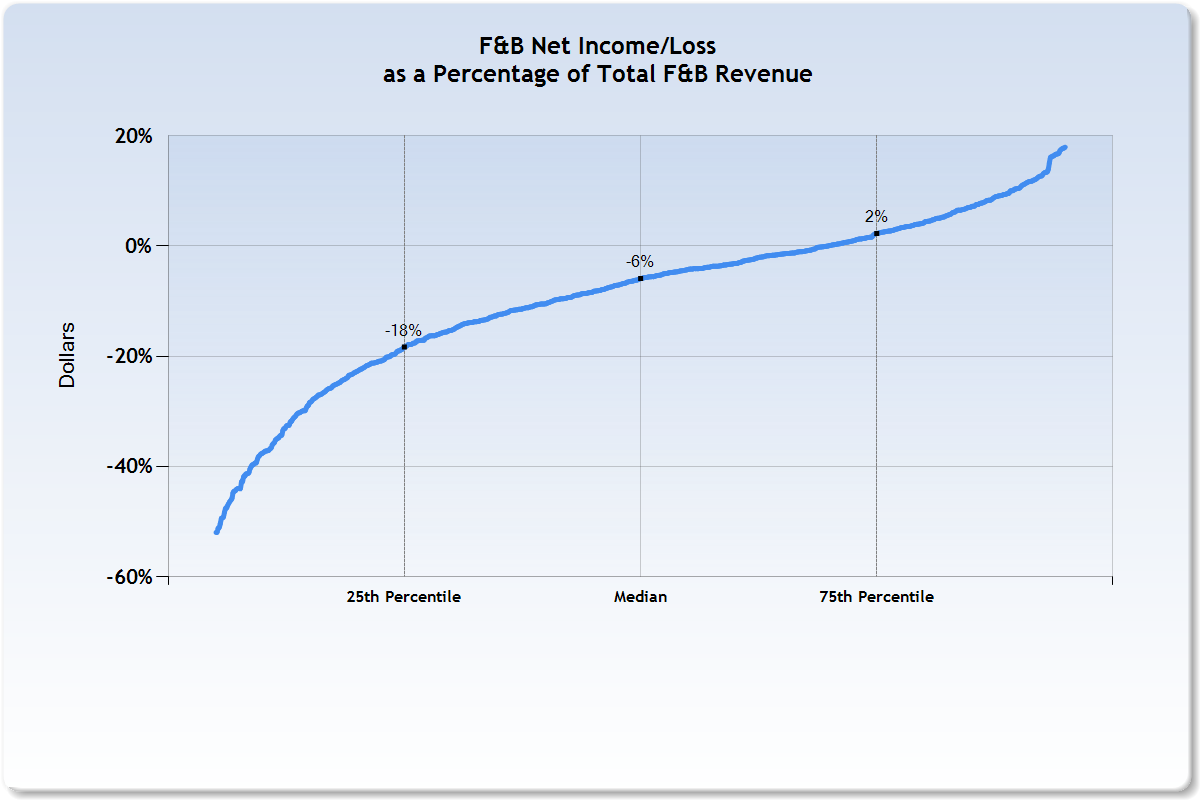 F&B Net Income/Loss
as a Percentage of Total F&B Revenue
20%
0%
-20%
-40%
-60%
Dollars
-18%
-6%
2%
25th Percentile
Median
75th Percentile